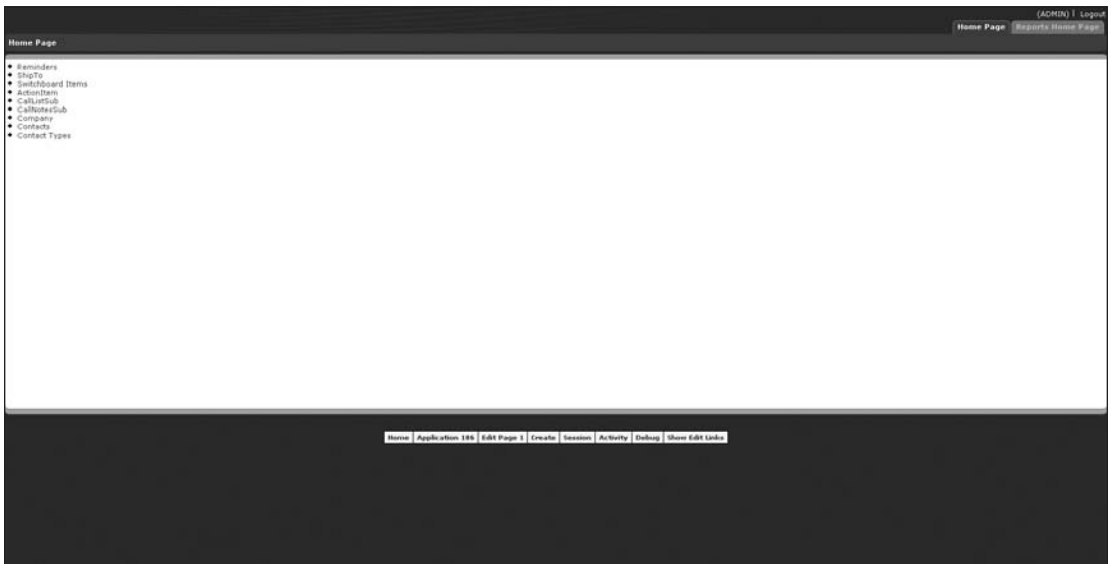 (ADMIN) | Logout
Home Page Reports Home Page
Home Page
Reminders
ShipTo
Switchboard Items
ActionItem
CallListSub
CallNotesSub
Company
Contacts
Contact Types
Home Application 186 Edit Page 1 Create Session Activity Debug Show Edit Links